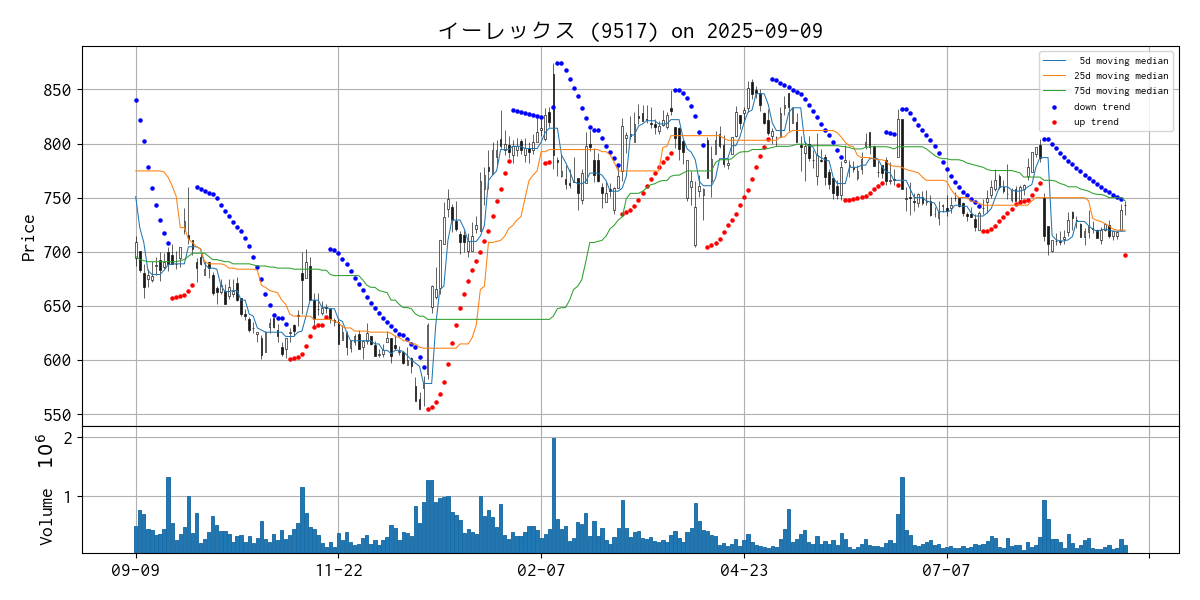 イーレックス (9517) on 2025-09-09
5d moving median
25d moving median
75d moving median
down trend
up trend
Price
850
800
750
700
650
600
550
Volume 10^6
2
1
09-09
11-22
02-07
04-23
07-07